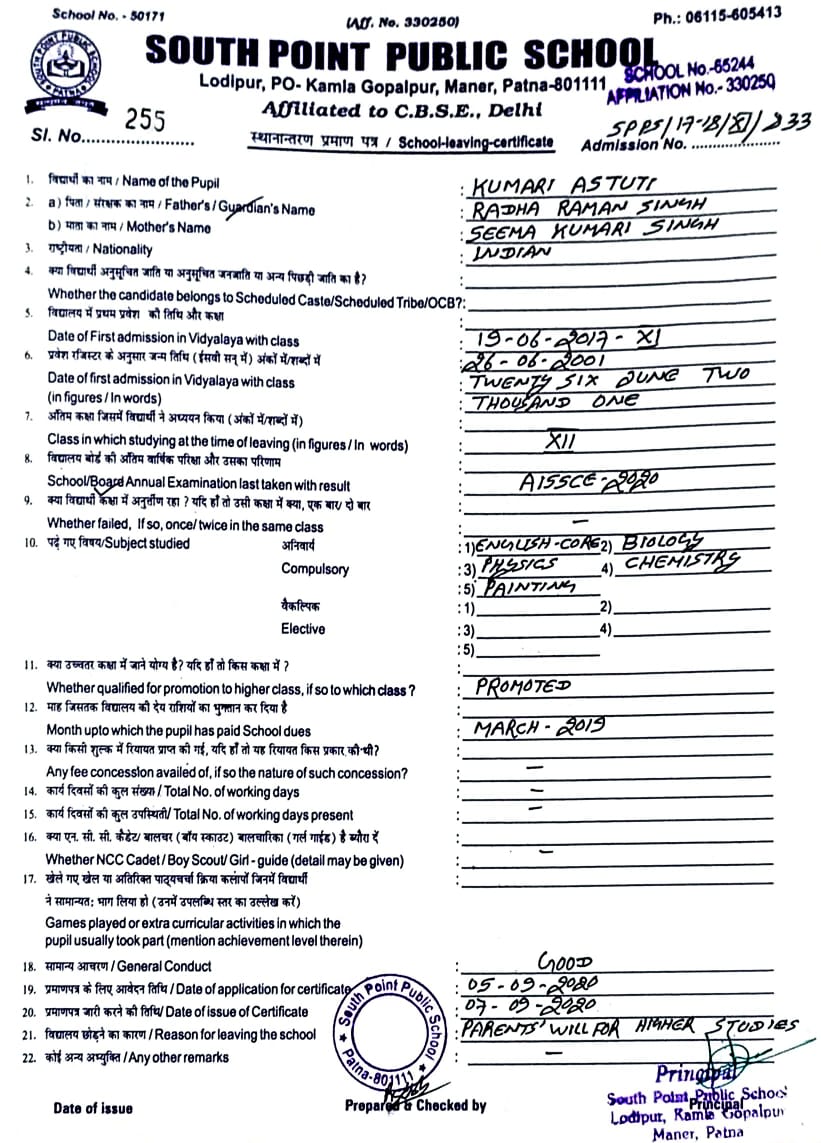 School No. - 50171
(Aff. No. 330250)
Ph.: 06115-605413
SOUTH POINT PUBLIC SCHOOL
Lodipur, PO- Kamla Gopalpur, Maner, Patna-801111
SCHOOL No.-65244
AFFILIATION No.- 330250
Affiliated to C.B.S.E., Delhi
Sl. No. 255
स्थानान्तरण प्रमाण पत्र / School-leaving-certificate
Admission No. SPPS/17-18/XI/233
1. विद्यार्थी का नाम / Name of the Pupil : KUMARI ASTUTI
2. a) पिता / संरक्षक का नाम / Father's / Guardian's Name : RADHA RAMAN SINGH
b) माता का नाम / Mother's Name : SEEMA KUMARI SINGH
3. राष्ट्रीयता / Nationality : INDIAN
4. क्या विद्यार्थी अनुसूचित जाति या अनुसूचित जनजाति या अन्य पिछड़ी जाति का है?
Whether the candidate belongs to Scheduled Caste/Scheduled Tribe/OCB?:
5. विद्यालय में प्रथम प्रवेश की तिथि और कक्षा
Date of First admission in Vidyalaya with class : 19-06-2017- XI
6. प्रवेश रजिस्टर के अनुसार जन्म तिथि (ईसवी सन् में) अंकों में/शब्दों में : 26-06-2001
Date of first admission in Vidyalaya with class : TWENTY SIX JUNE TWO
(in figures / In words) : THOUSAND ONE
7. अंतिम कक्षा जिसमें विद्यार्थी ने अध्ययन किया (अंकों में/शब्दों में)
Class in which studying at the time of leaving (in figures / In words) : XII
8. विद्यालय बोर्ड की अंतिम वार्षिक परिक्षा और उसका परिणाम
School/Board Annual Examination last taken with result : AISSCE-2020
9. क्या विद्यार्थी कक्षा में अनुतीण रहा ? यदि हाँ तो उसी कक्षा में क्या, एक बार/ दो बार
Whether failed, If so, once/ twice in the same class : –
10. पढ़ें गए विषय/Subject studied अनिवार्य :1) ENGLISH-CORE 2) BIOLOGY
Compulsory :3) PHYSICS 4) CHEMISTRY
:5) PAINTING
वैकल्पिक :1) 2)
Elective :3) 4)
:5)
11. क्या उच्चतर कक्षा में जाने योग्य है? यदि हाँ तो किस कक्षा में ?
Whether qualified for promotion to higher class, if so to which class ? : PROMOTED
12. माह जिसतक विद्यालय की देय राशियों का भुगतान कर दिया है
Month upto which the pupil has paid School dues : MARCH - 2019
13. क्या किसी शुल्क में रियायत प्राप्त की गई, यदि हाँ तो यह रियायत किस प्रकार की थी?
Any fee concession availed of, if so the nature of such concession? : –
14. कार्य दिवसों की कुल संख्या / Total No. of working days : –
15. कार्य दिवसों की कुल उपस्थिती/ Total No. of working days present : –
16. क्या एन. सी. सी. कैडेट/ बालचर (बॉय स्काउट) बालचारिका (गर्ल गाईड) है ब्यौरा दें
Whether NCC Cadet / Boy Scout/ Girl - guide (detail may be given) : –
17. खेले गए खेल या अतिरिक्त पाठ्यचर्चा क्रिया कलापों जिनमें विद्यार्थी
ने सामान्यत: भाग लिया हो (उनमें उपलब्धि स्तर का उल्लेख करें)
Games played or extra curricular activities in which the
pupil usually took part (mention achievement level therein)
18. सामान्य आचरण / General Conduct : GOOD
19. प्रमाणपत्र के लिए आवेदन तिथि / Date of application for certificate : 05-09-2020
20. प्रमाणपत्र जारी करने की तिथि/ Date of issue of Certificate : 07-09-2020
21. विद्यालय छोड़ने का कारण / Reason for leaving the school : PARENTS' WILL FOR HIGHER STUDIES
22. कोई अन्य अभ्युक्ति / Any other remarks : –
South Point Public School
Patna-801111
Date of issue
Prepared & Checked by
Principal
Principal
South Point Public School
Lodipur, Kamla Gopalpur
Maner, Patna